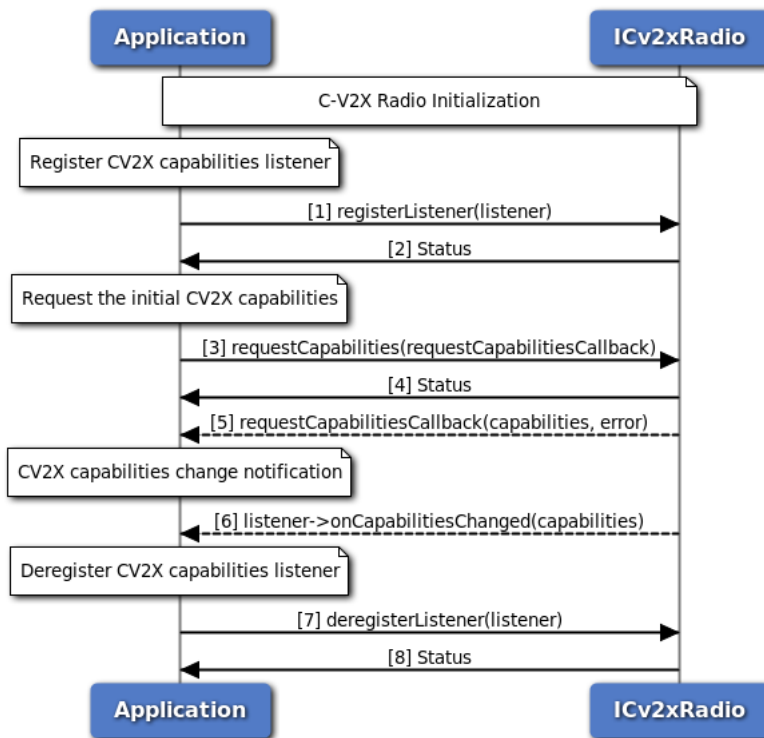 Application ICv2xRadio
C-V2X Radio Initialization
Register CV2X capabilities listener
[1] registerListener(listener)
[2] Status
Request the initial CV2X capabilities
[3] requestCapabilities(requestCapabilitiesCallback)
[4] Status
[5] requestCapabilitiesCallback(capabilities, error)
CV2X capabilities change notification
[6] listener->onCapabilitiesChanged(capabilities)
Deregister CV2X capabilities listener
[7] deregisterListener(listener)
[8] Status
Application ICv2xRadio